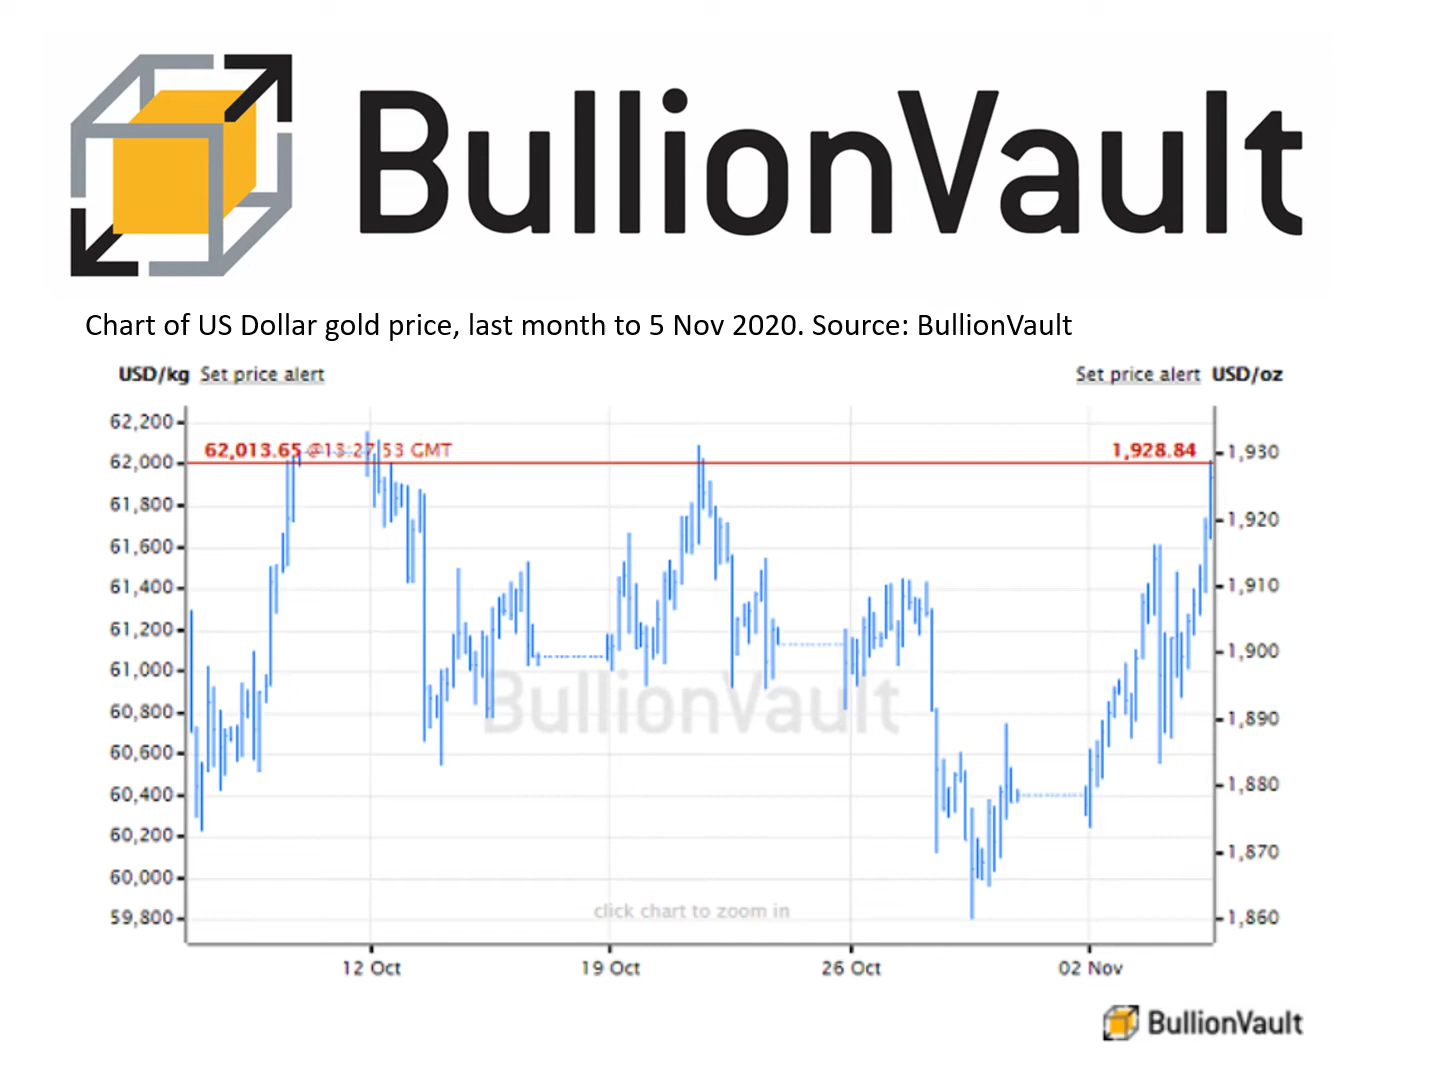 BullionVault
Chart of US Dollar gold price, last month to 5 Nov 2020. Source: BullionVault
USD/kg Set price alert
Set price alert USD/oz
62,200
62,013.65 @13:27:53 GMT
1,928.84
1,930
62,000
61,800
1,920
61,600
61,400
1,910
61,200
1,900
61,000
BullionVault
60,800
1,890
60,600
1,880
60,400
60,200
1,870
60,000
click chart to zoom in
59,800
1,860
12 Oct
19 Oct
26 Oct
02 Nov
BullionVault